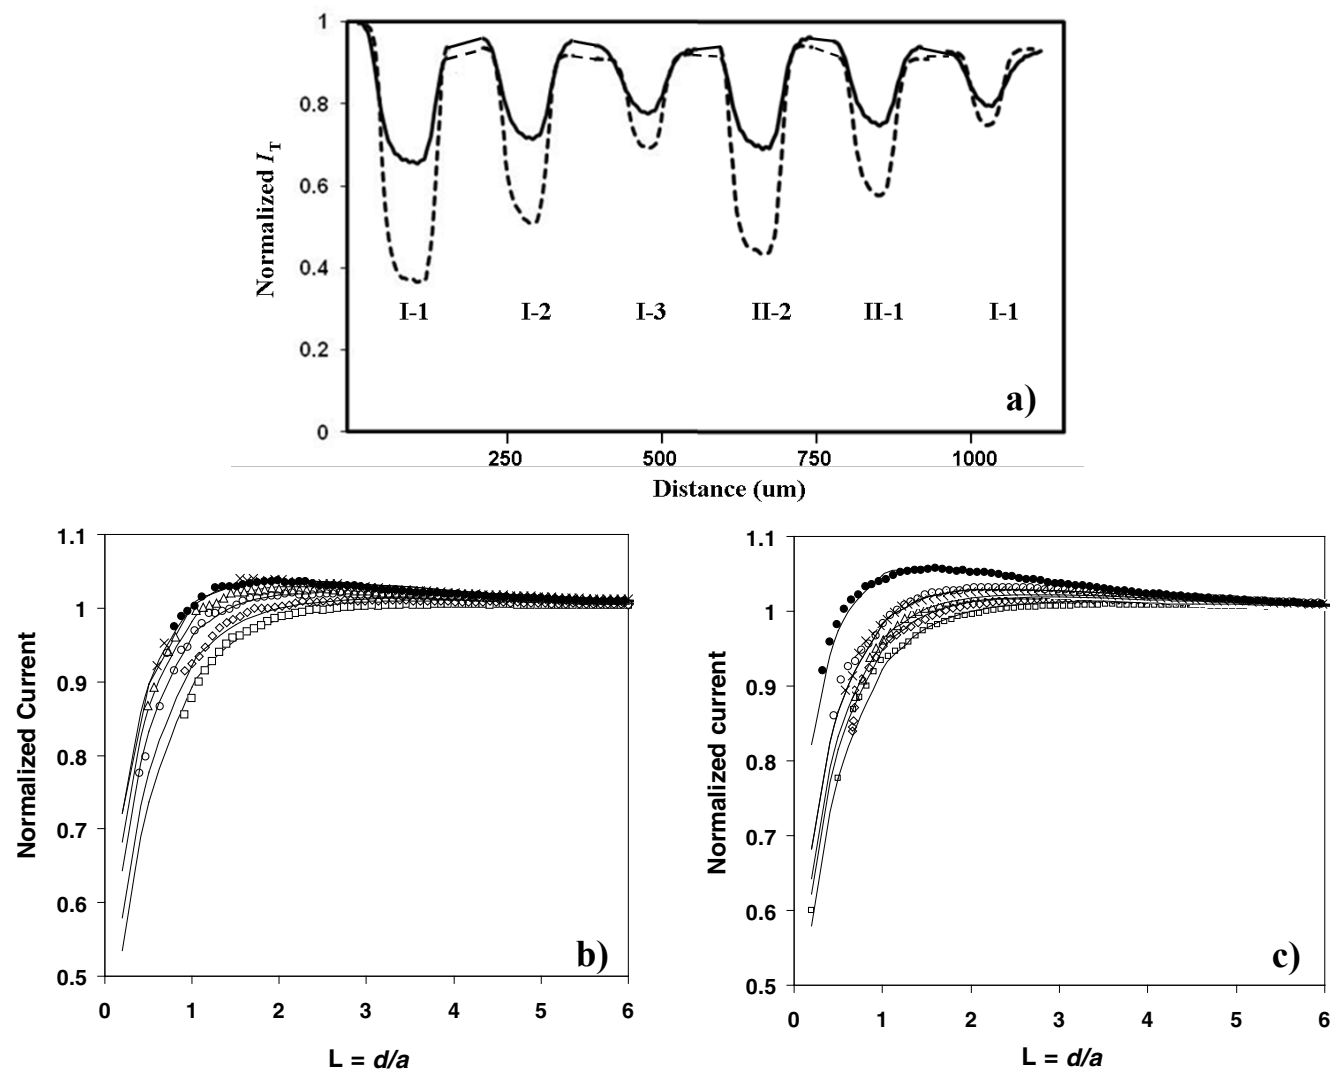 1
0.8
0.6
0.4
0.2
0
Normalized I_T
I-1 I-2 I-3 II-2 II-1 I-1
a)
250 500 750 1000
Distance (um)
1.1
1
0.9
0.8
0.7
0.6
0.5
Normalized Current
b)
0 1 2 3 4 5 6
L = d/a
1.1
1
0.9
0.8
0.7
0.6
0.5
Normalized current
c)
0 1 2 3 4 5 6
L = d/a